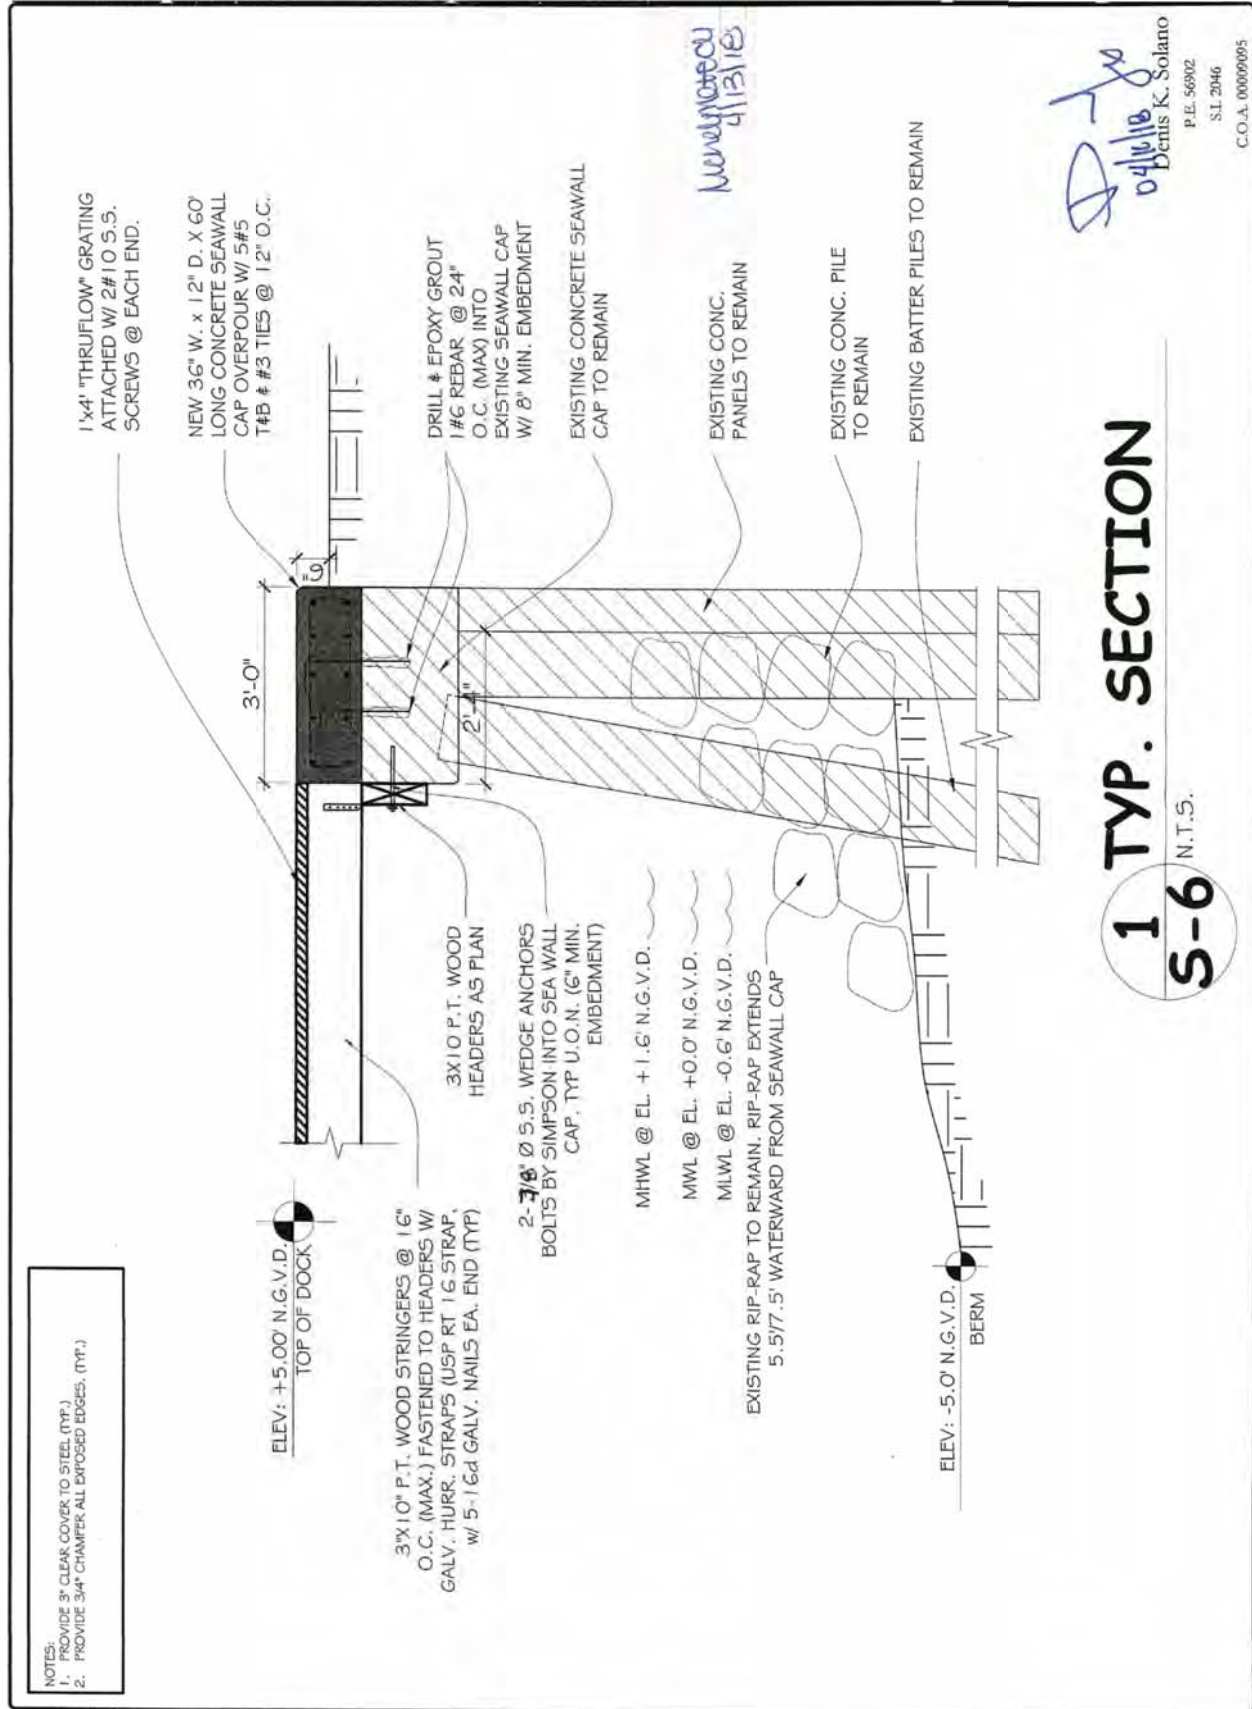 NOTES:
1. PROVIDE 3" CLEAR COVER TO STEEL (TYP.)
2. PROVIDE 3/4" CHAMFER ALL EXPOSED EDGES. (TYP.)
1'x4' "THRUFLOW" GRATING
ATTACHED W/ 2#10 S.S.
SCREWS @ EACH END.
NEW 36" W. x 12" D. X 60'
LONG CONCRETE SEAWALL
CAP OVERPOUR W/ 5#5
T&B & #3 TIES @ 12" O.C.
3'-0"
6"
ELEV: +5.00' N.G.V.D.
TOP OF DOCK
3"X10" P.T. WOOD STRINGERS @ 16"
O.C. (MAX.) FASTENED TO HEADERS W/
GALV. HURR. STRAPS (USP RT 16 STRAP,
w/ 5-16d GALV. NAILS EA. END (TYP)
3X10 P.T. WOOD
HEADERS AS PLAN
2- Ø S.S. WEDGE ANCHORS
BOLTS BY SIMPSON INTO SEA WALL
CAP. TYP U.O.N. (6" MIN.
EMBEDMENT)
DRILL & EPOXY GROUT
1#6 REBAR @ 24"
O.C. (MAX) INTO
EXISTING SEAWALL CAP
W/ 8" MIN. EMBEDMENT
EXISTING CONCRETE SEAWALL
CAP TO REMAIN
2'-4"
MHWL @ EL. +1.6' N.G.V.D.
MWL @ EL. +0.0' N.G.V.D.
MLWL @ EL. -0.6' N.G.V.D.
EXISTING RIP-RAP TO REMAIN. RIP-RAP EXTENDS
5.5'/7.5' WATERWARD FROM SEAWALL CAP
EXISTING CONC.
PANELS TO REMAIN
EXISTING CONC. PILE
TO REMAIN
EXISTING BATTER PILES TO REMAIN
ELEV: -5.0' N.G.V.D.
BERM
4/13/18
1 TYP. SECTION
S-6 N.T.S.
Denis K. Solano
P.E. 56902
S.I. 2046
C.O.A. 00009095